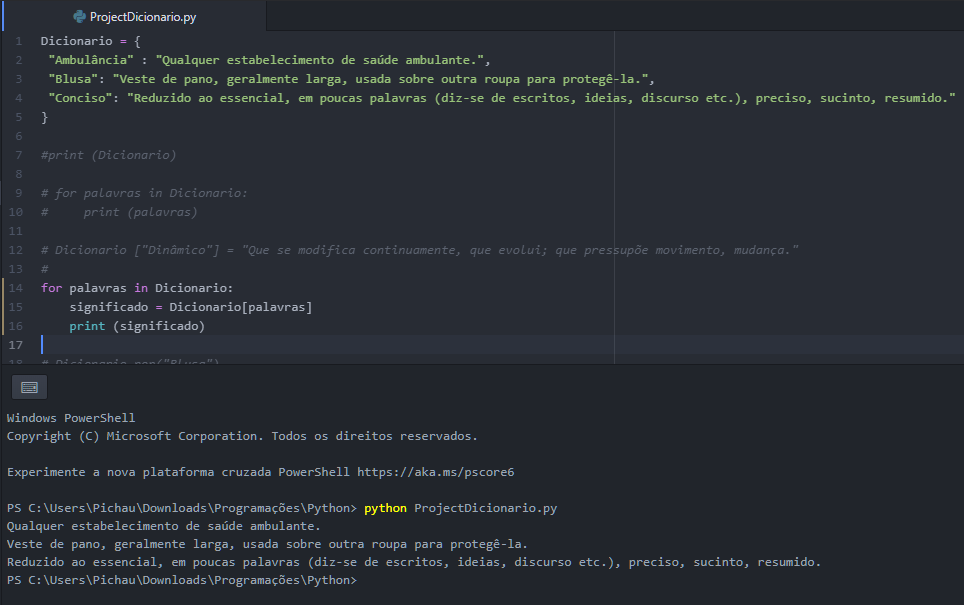 ProjectDicionario.py
1 Dicionario = {
2 "Ambulância" : "Qualquer estabelecimento de saúde ambulante.",
3 "Blusa": "Veste de pano, geralmente larga, usada sobre outra roupa para protegê-la.",
4 "Conciso": "Reduzido ao essencial, em poucas palavras (diz-se de escritos, ideias, discurso etc.), preciso, sucinto, resumido."
5 }
6
7 #print (Dicionario)
8
9 # for palavras in Dicionario:
10 #     print (palavras)
11
12 # Dicionario ["Dinâmico"] = "Que se modifica continuamente, que evolui; que pressupõe movimento, mudança."
13 #
14 for palavras in Dicionario:
15     significado = Dicionario[palavras]
16     print (significado)
17
18 # Dicionario.pop("Blusa")
Windows PowerShell
Copyright (C) Microsoft Corporation. Todos os direitos reservados.
Experimente a nova plataforma cruzada PowerShell https://aka.ms/pscore6
PS C:\Users\Pichau\Downloads\Programações\Python> python ProjectDicionario.py
Qualquer estabelecimento de saúde ambulante.
Veste de pano, geralmente larga, usada sobre outra roupa para protegê-la.
Reduzido ao essencial, em poucas palavras (diz-se de escritos, ideias, discurso etc.), preciso, sucinto, resumido.
PS C:\Users\Pichau\Downloads\Programações\Python>